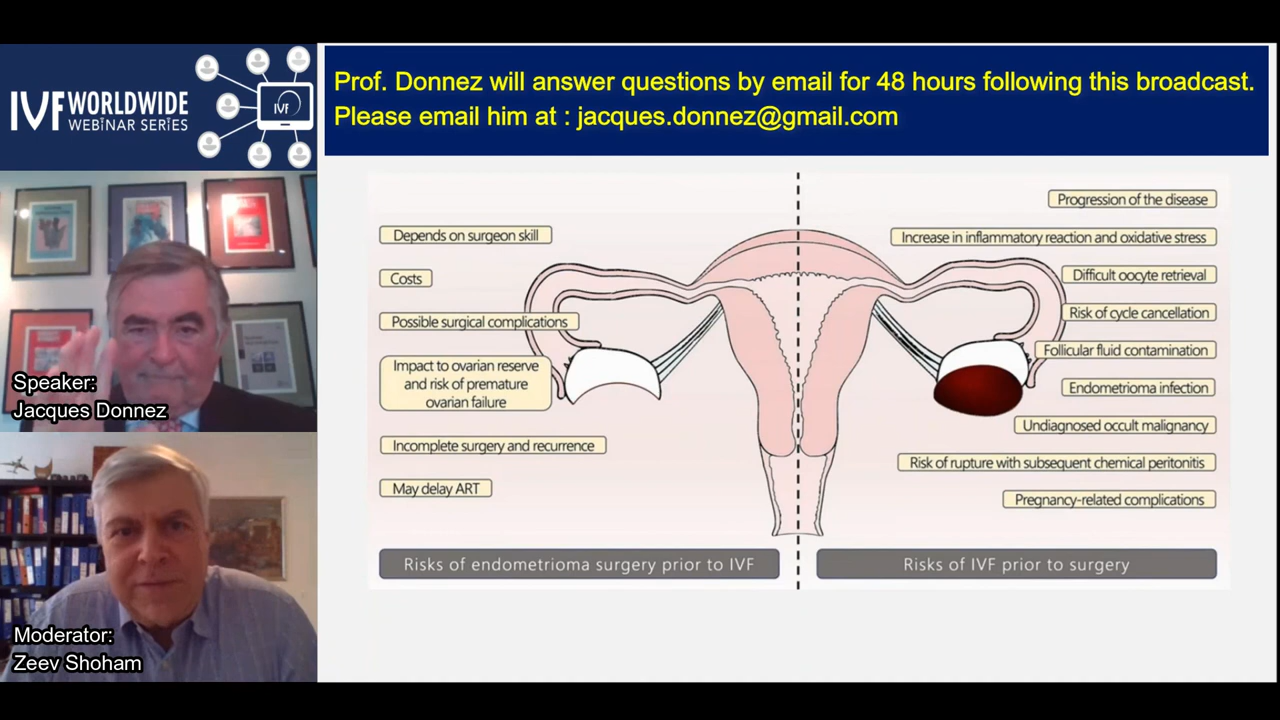 IVF WORLDWIDE
WEBINAR SERIES
IVF
Prof. Donnez will answer questions by email for 48 hours following this broadcast.
Please email him at : jacques.donnez@gmail.com
Speaker:
Jacques Donnez
Moderator:
Zeev Shoham
Depends on surgeon skill
Costs
Possible surgical complications
Impact to ovarian reserve
and risk of premature
ovarian failure
Incomplete surgery and recurrence
May delay ART
Risks of endometrioma surgery prior to IVF
Progression of the disease
Increase in inflammatory reaction and oxidative stress
Difficult oocyte retrieval
Risk of cycle cancellation
Follicular fluid contamination
Endometrioma infection
Undiagnosed occult malignancy
Risk of rupture with subsequent chemical peritonitis
Pregnancy-related complications
Risks of IVF prior to surgery